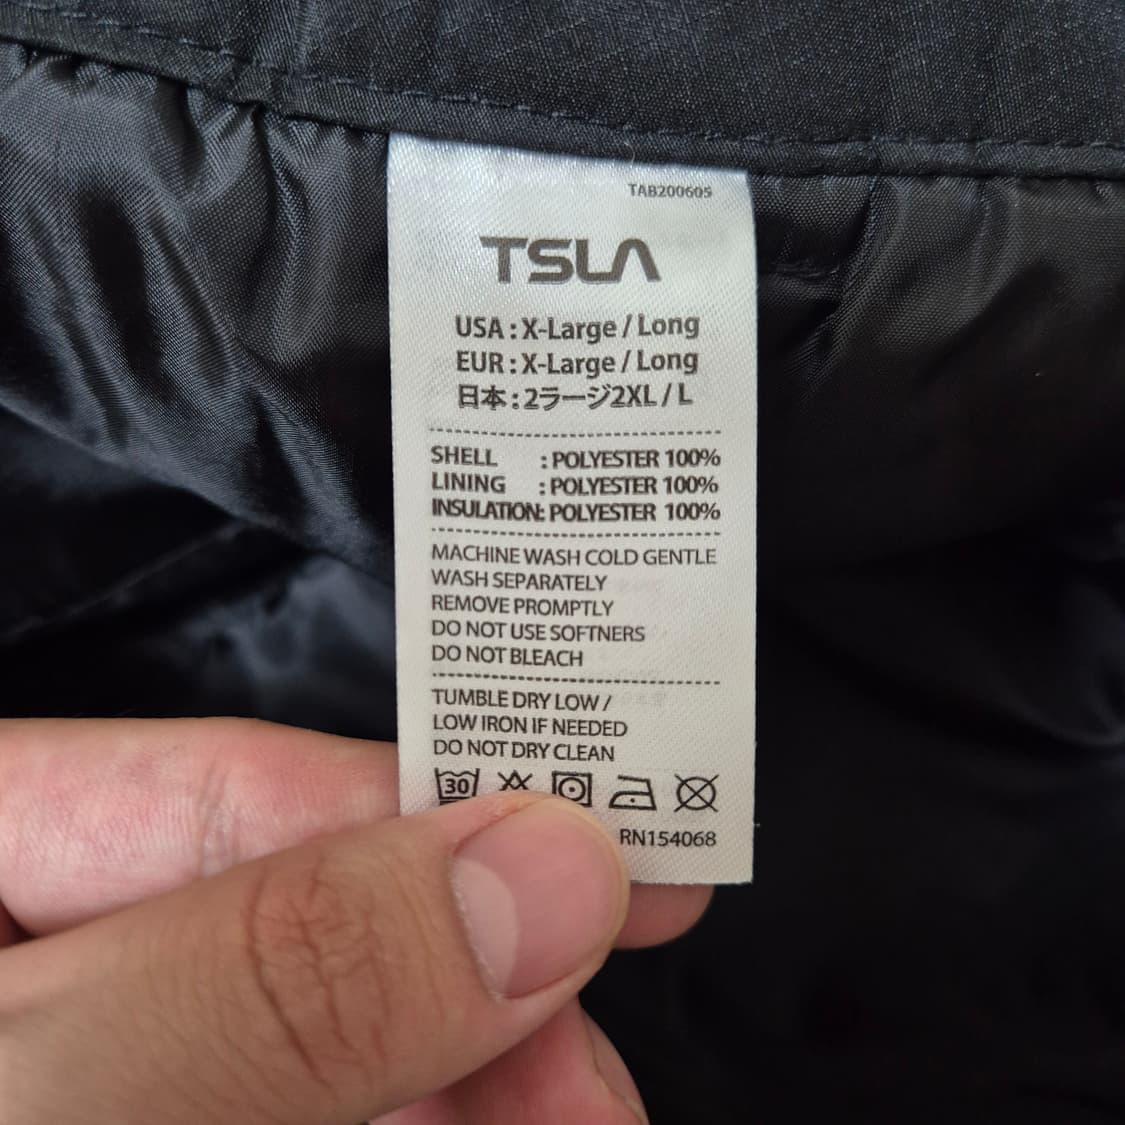 TAB200605
TSLA
USA : X-Large / Long
EUR : X-Large / Long
日本 : 2ラージ2XL / L
SHELL : POLYESTER 100%
LINING : POLYESTER 100%
INSULATION: POLYESTER 100%
MACHINE WASH COLD GENTLE
WASH SEPARATELY
REMOVE PROMPTLY
DO NOT USE SOFTNERS
DO NOT BLEACH
TUMBLE DRY LOW /
LOW IRON IF NEEDED
DO NOT DRY CLEAN
30
RN154068